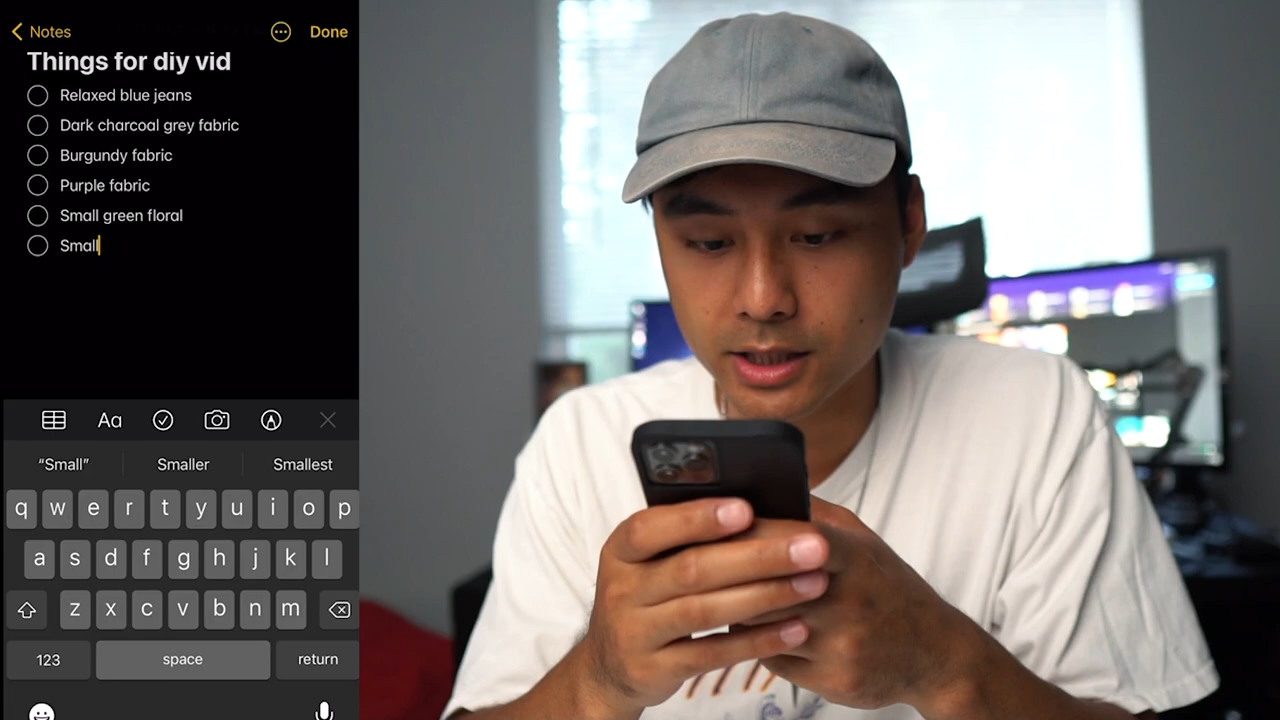 Notes
Done
Things for diy vid
Relaxed blue jeans
Dark charcoal grey fabric
Burgundy fabric
Purple fabric
Small green floral
Small
Aa
“Small” Smaller Smallest
q w e r t y u i o p
a s d f g h j k l
z x c v b n m
123 space return